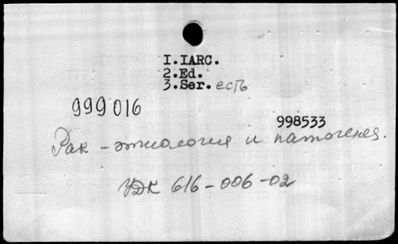 I.IARC.
2.Ed.
3.Ser. есть
999016
998533
Рак - этиология и патогенез.
УДК 616-006-02